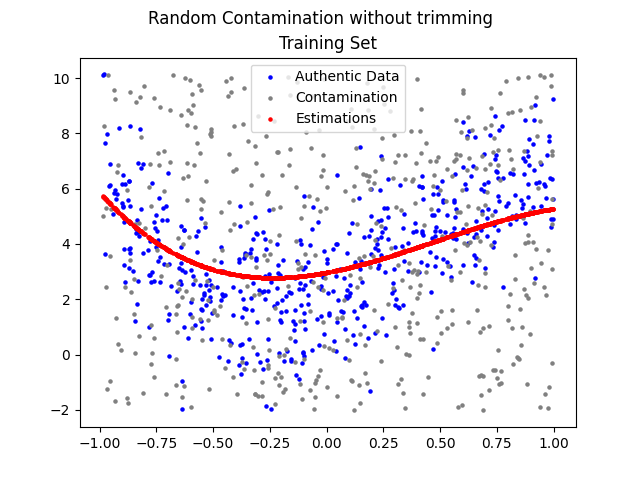 Random Contamination without trimming
Training Set
Authentic Data
Contamination
Estimations
10
8
6
4
2
0
−2
−1.00 −0.75 −0.50 −0.25 0.00 0.25 0.50 0.75 1.00